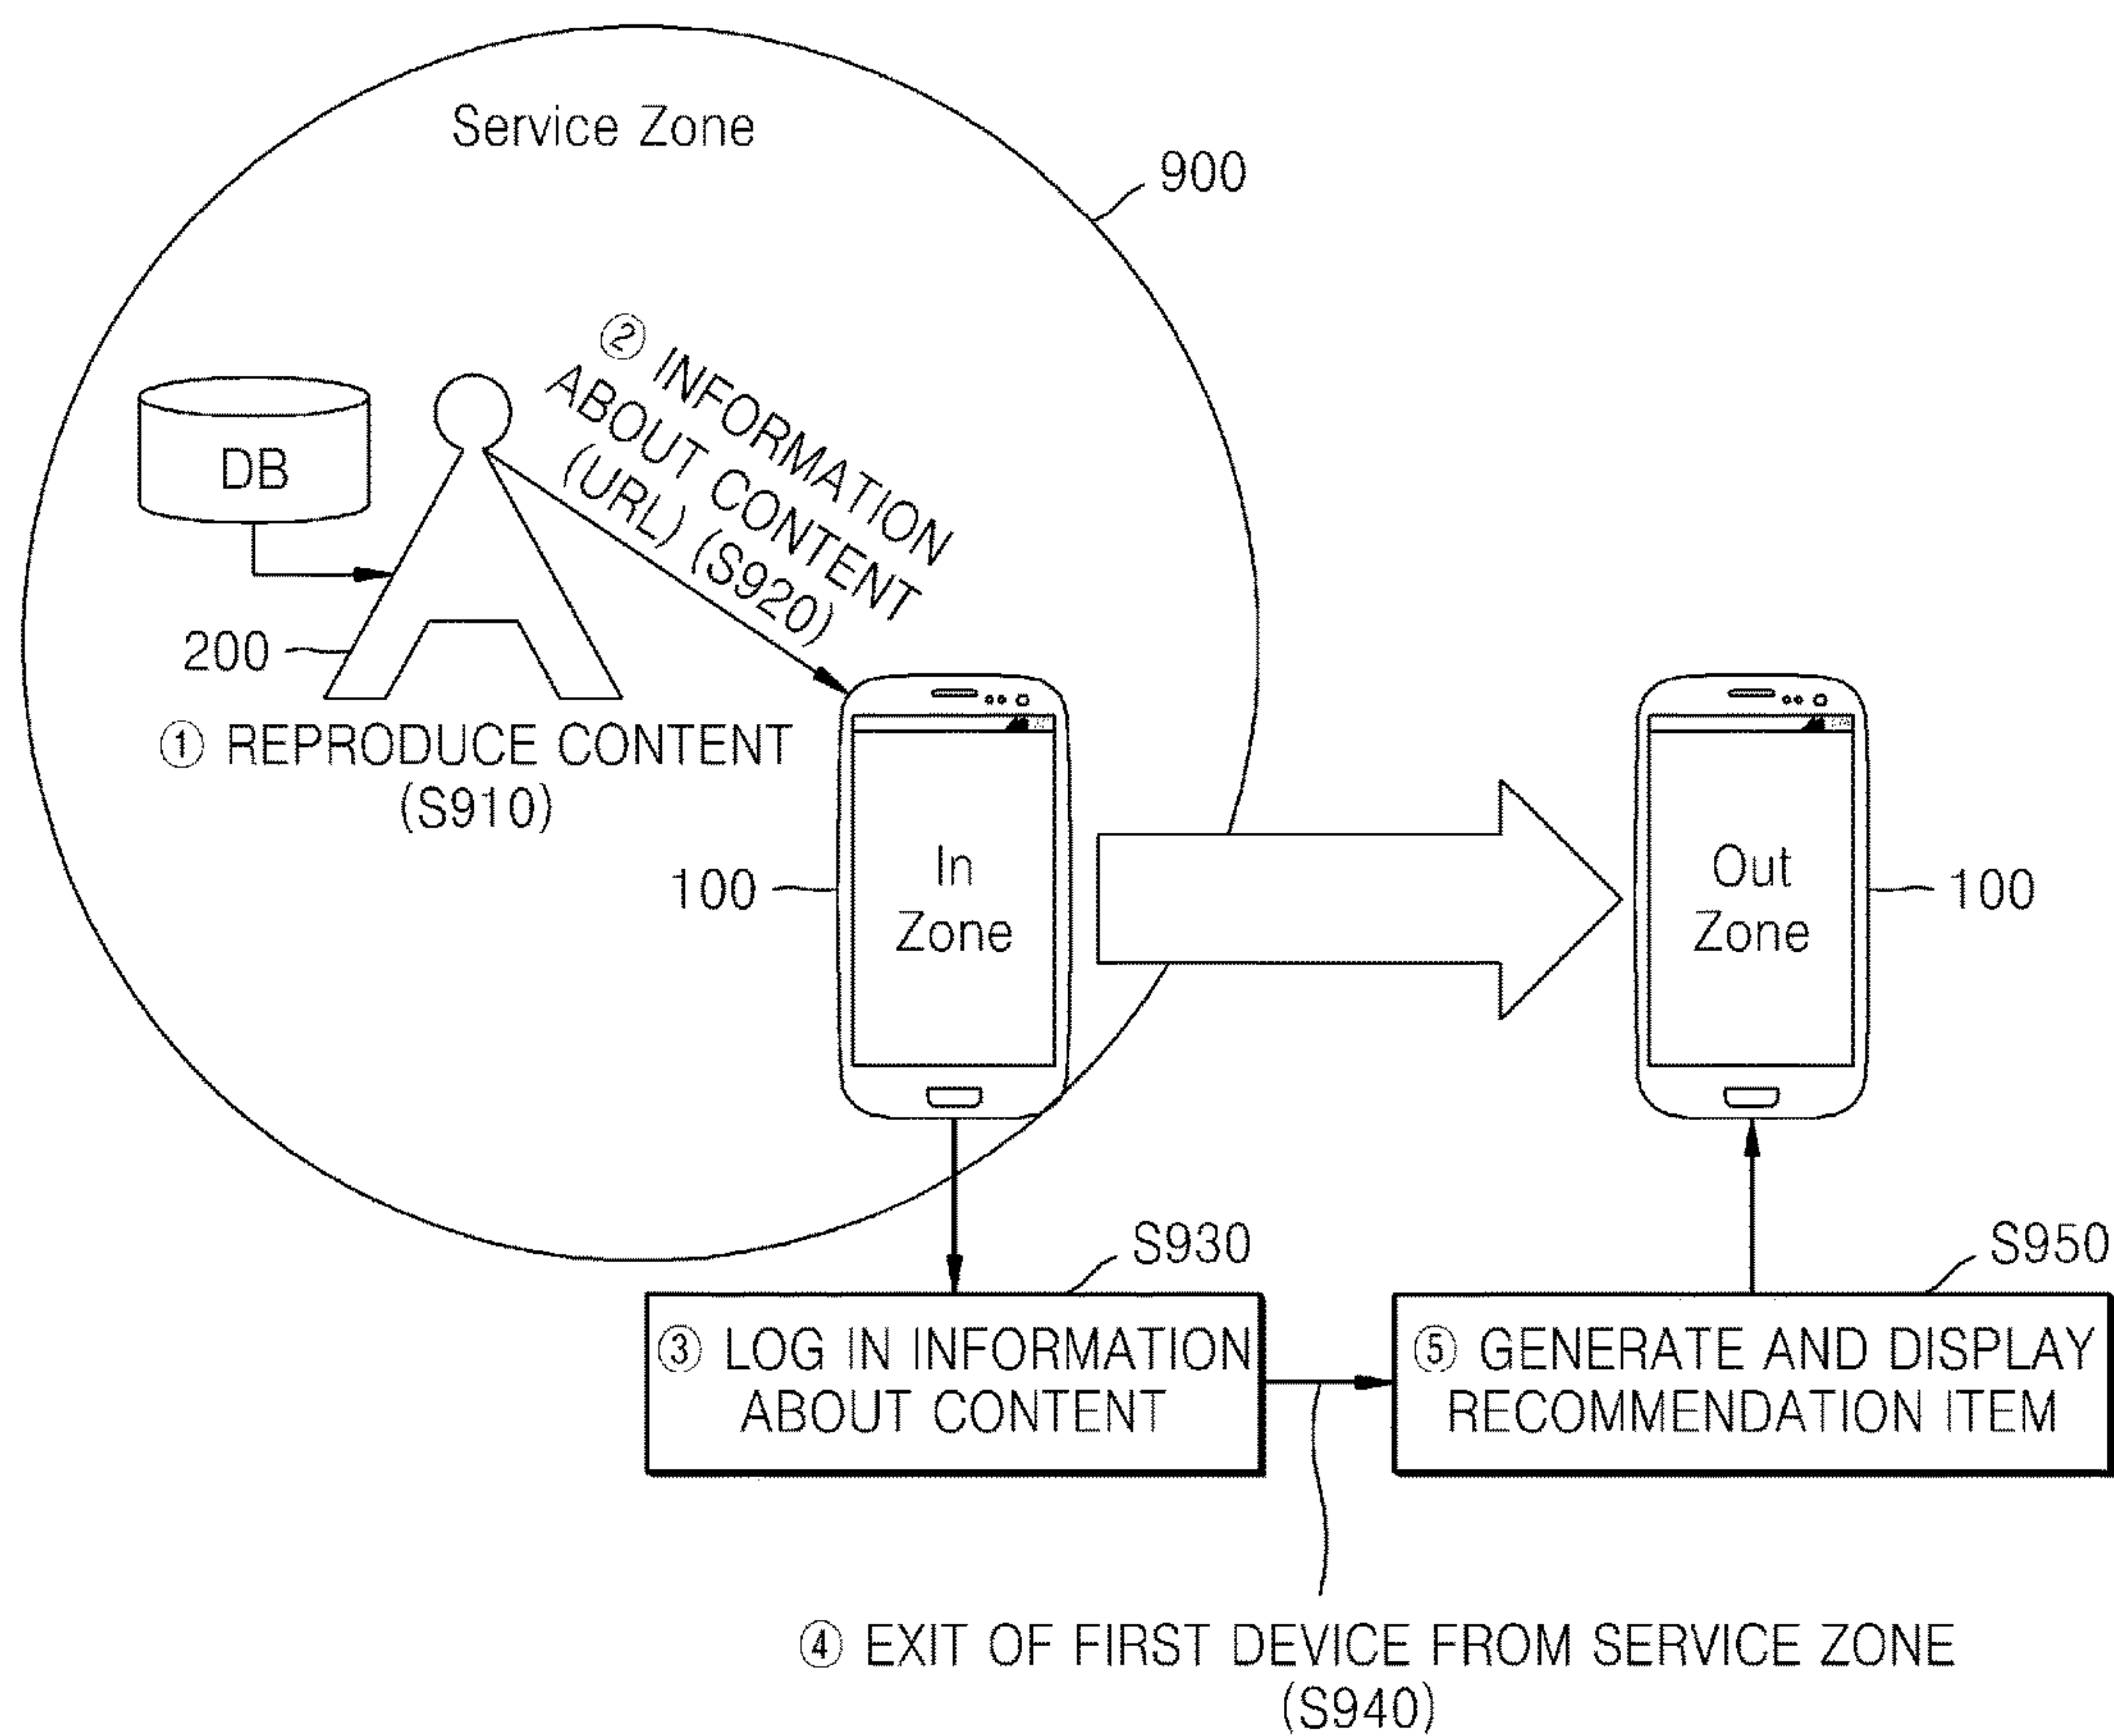 Service Zone
900
② INFORMATION
ABOUT CONTENT
(URL) (S920)
DB
200
① REPRODUCE CONTENT
(S910)
100
In
Zone
Out
Zone
100
S930
③ LOG IN INFORMATION
ABOUT CONTENT
S950
⑤ GENERATE AND DISPLAY
RECOMMENDATION ITEM
④ EXIT OF FIRST DEVICE FROM SERVICE ZONE
(S940)